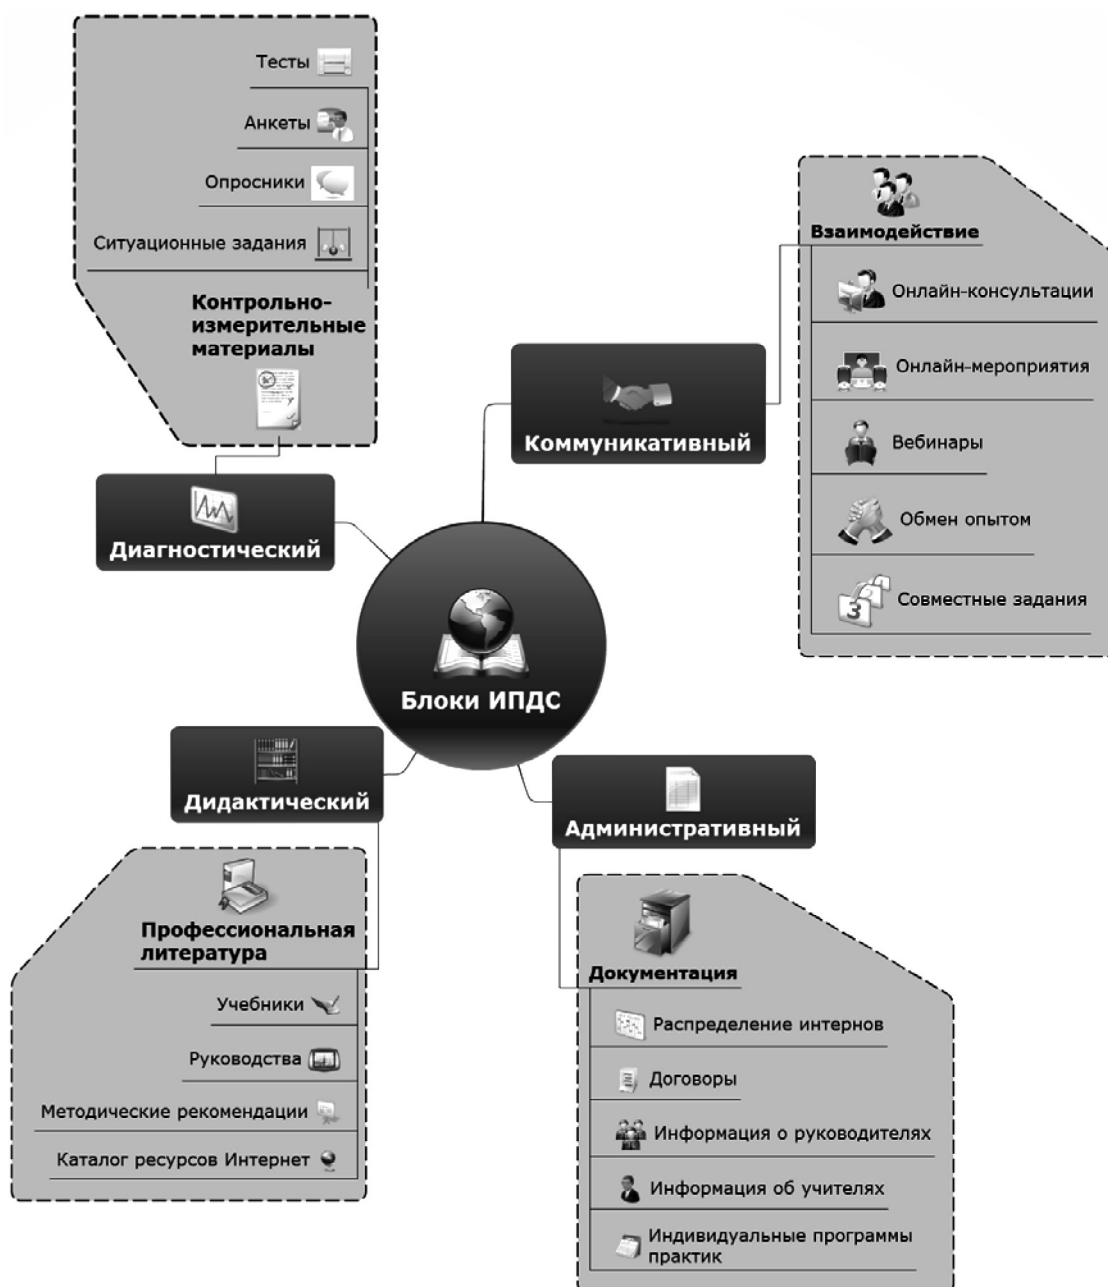 Тесты
Анкеты
Опросники
Ситуационные задания
Контрольно-
измерительные
материалы
Диагностический
Коммуникативный
Взаимодействие
Онлайн-консультации
Онлайн-мероприятия
Вебинары
Обмен опытом
3
Совместные задания
Блоки ИПДС
Дидактический
Профессиональная
литература
Учебники
Руководства
Методические рекомендации
Каталог ресурсов Интернет
Административный
Документация
Распределение интернов
Договоры
Информация о руководителях
Информация об учителях
Индивидуальные программы
практик